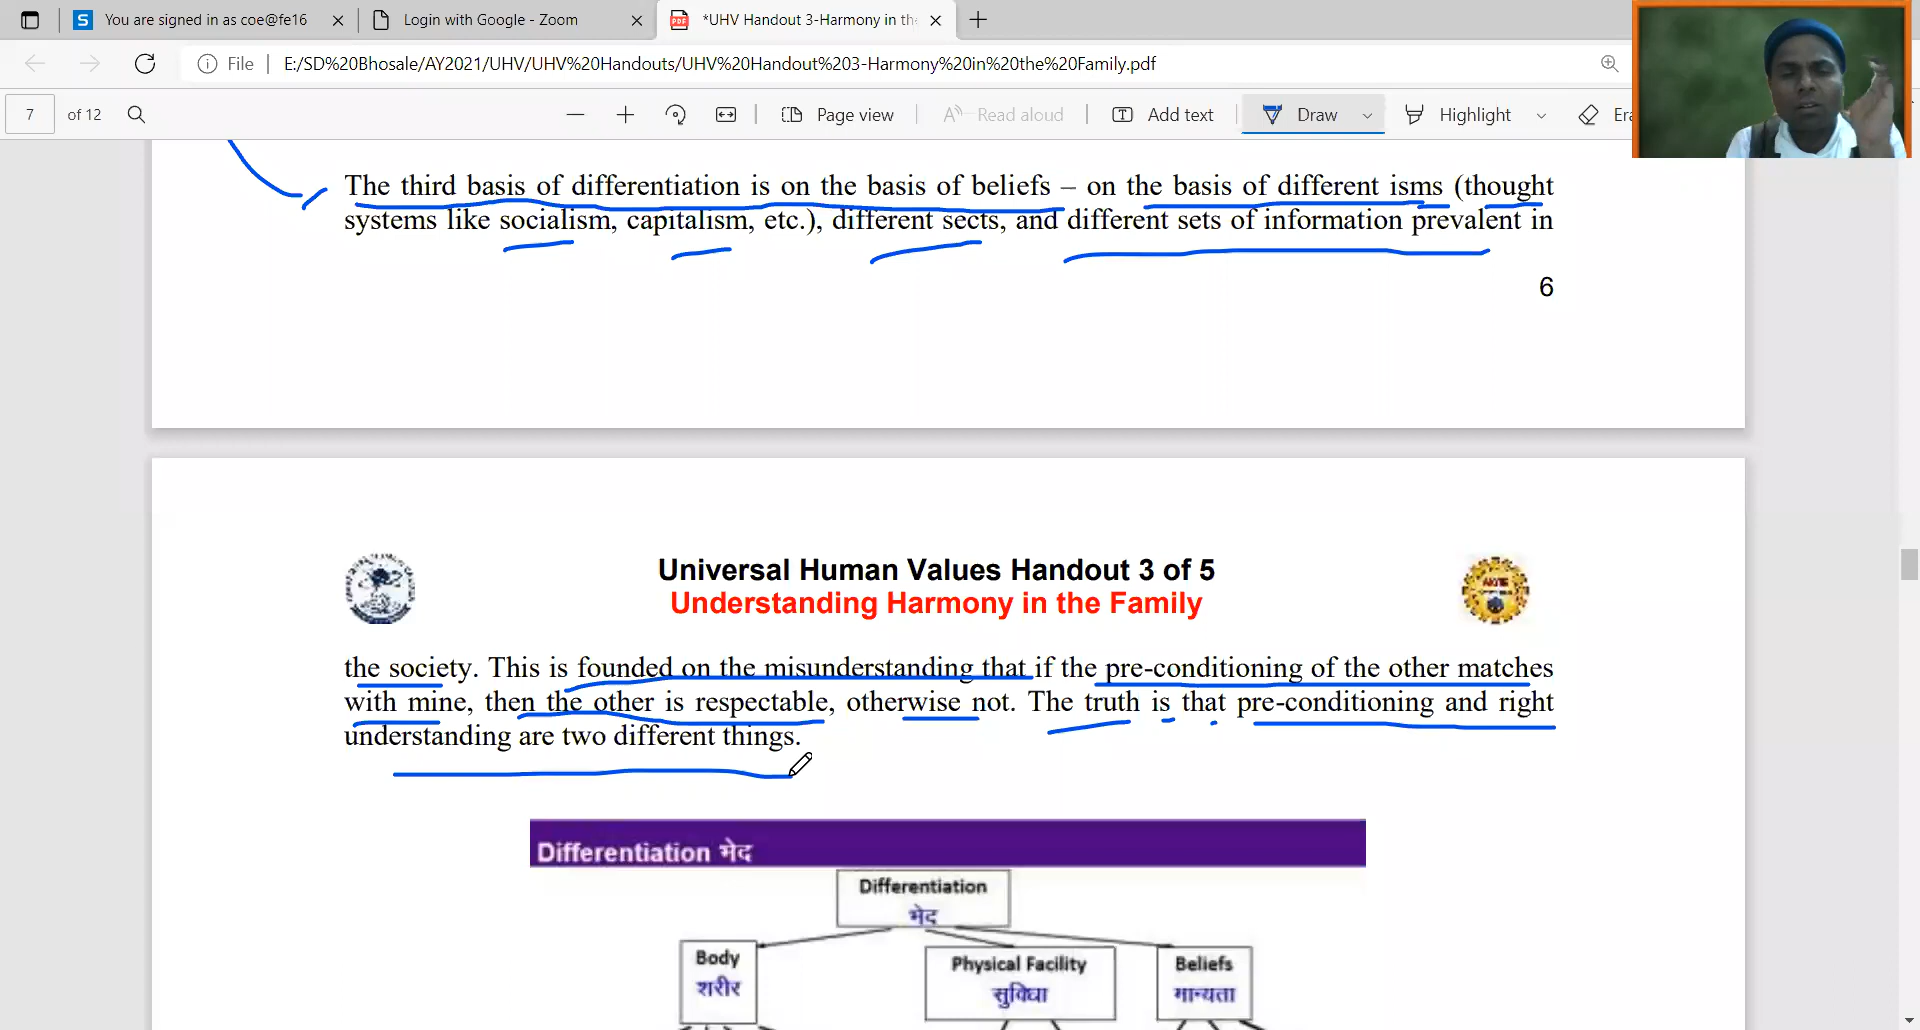 You are signed in as coe@fe16
Login with Google - Zoom
*UHV Handout 3-Harmony in the
File
E:/SD%20Bhosale/AY2021/UHV/UHV%20Handouts/UHV%20Handout%203-Harmony%20in%20the%20Family.pdf
7 of 12
Page view
Read aloud
Add text
Draw
Highlight
Era
The third basis of differentiation is on the basis of beliefs – on the basis of different isms (thought
systems like socialism, capitalism, etc.), different sects, and different sets of information prevalent in
6
Universal Human Values Handout 3 of 5
Understanding Harmony in the Family
the society. This is founded on the misunderstanding that if the pre-conditioning of the other matches
with mine, then the other is respectable, otherwise not. The truth is that pre-conditioning and right
understanding are two different things.
Differentiation भेद
Differentiation
भेद
Body
शरीर
Physical Facility
सुविधा
Beliefs
मान्यता